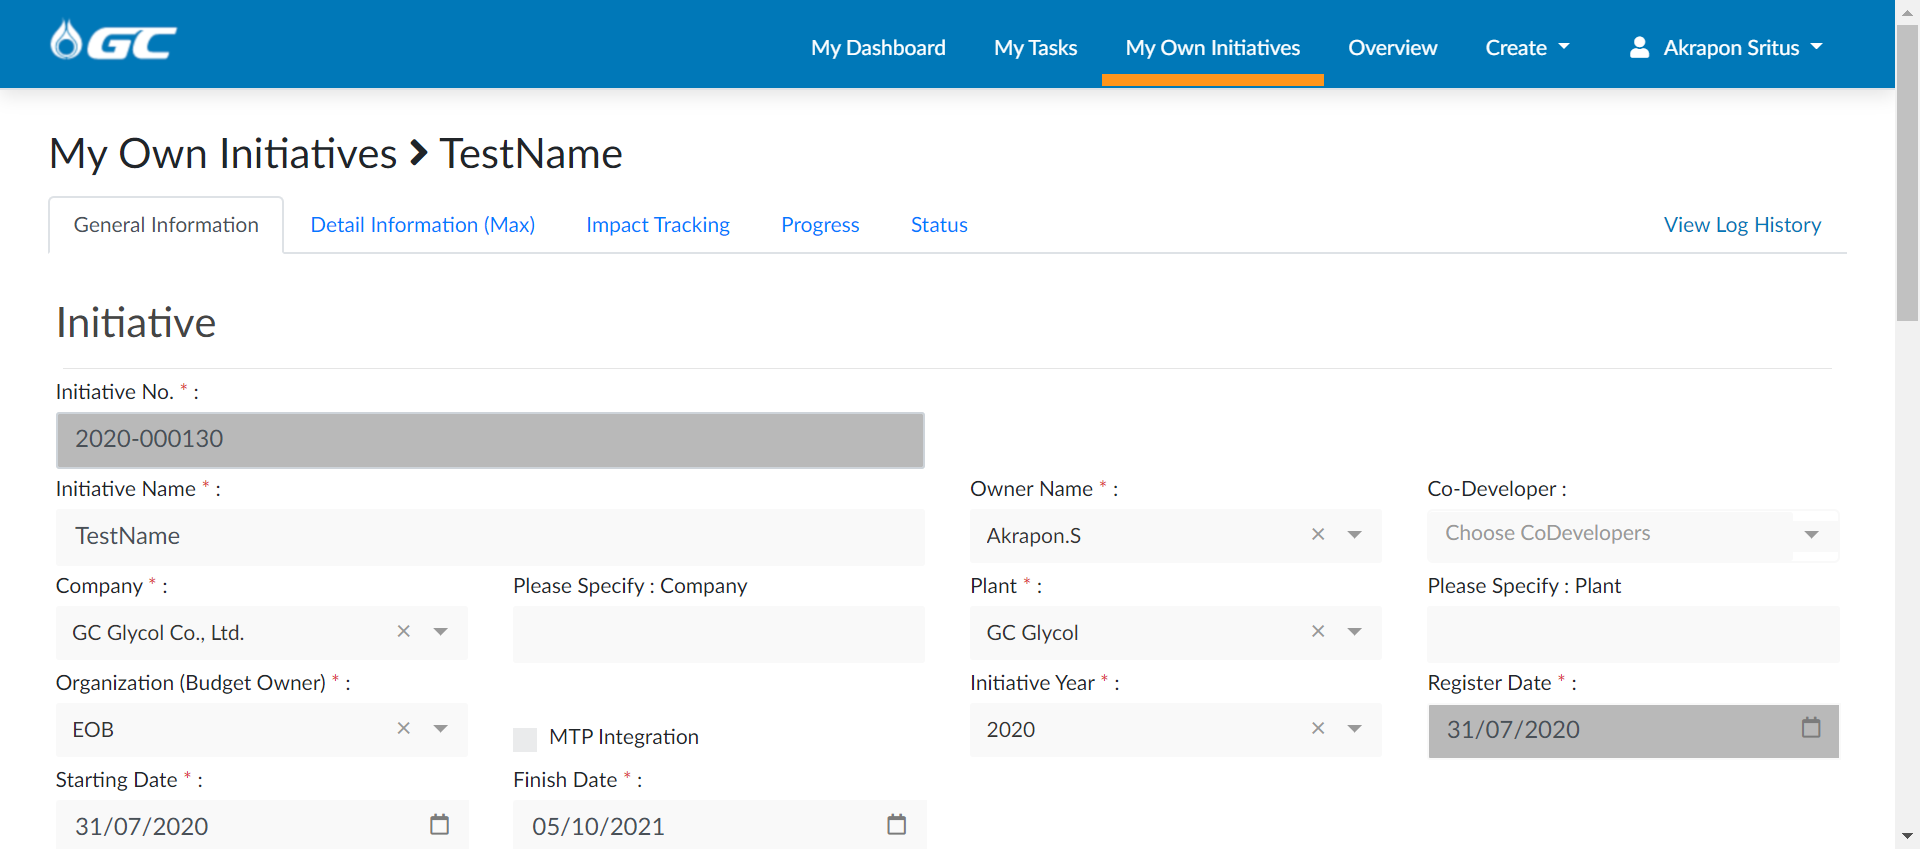 GC
My Dashboard My Tasks My Own Initiatives Overview Create Akrapon Sritus
My Own Initiatives > TestName
General Information Detail Information (Max) Impact Tracking Progress Status View Log History
Initiative
Initiative No. * :
2020-000130
Initiative Name * : Owner Name * : Co-Developer :
TestName Akrapon.S × Choose CoDevelopers
Company * : Please Specify : Company Plant * : Please Specify : Plant
GC Glycol Co., Ltd. × GC Glycol ×
Organization (Budget Owner) * : Initiative Year * : Register Date * :
EOB × MTP Integration 2020 × 31/07/2020
Starting Date * : Finish Date * :
31/07/2020 05/10/2021